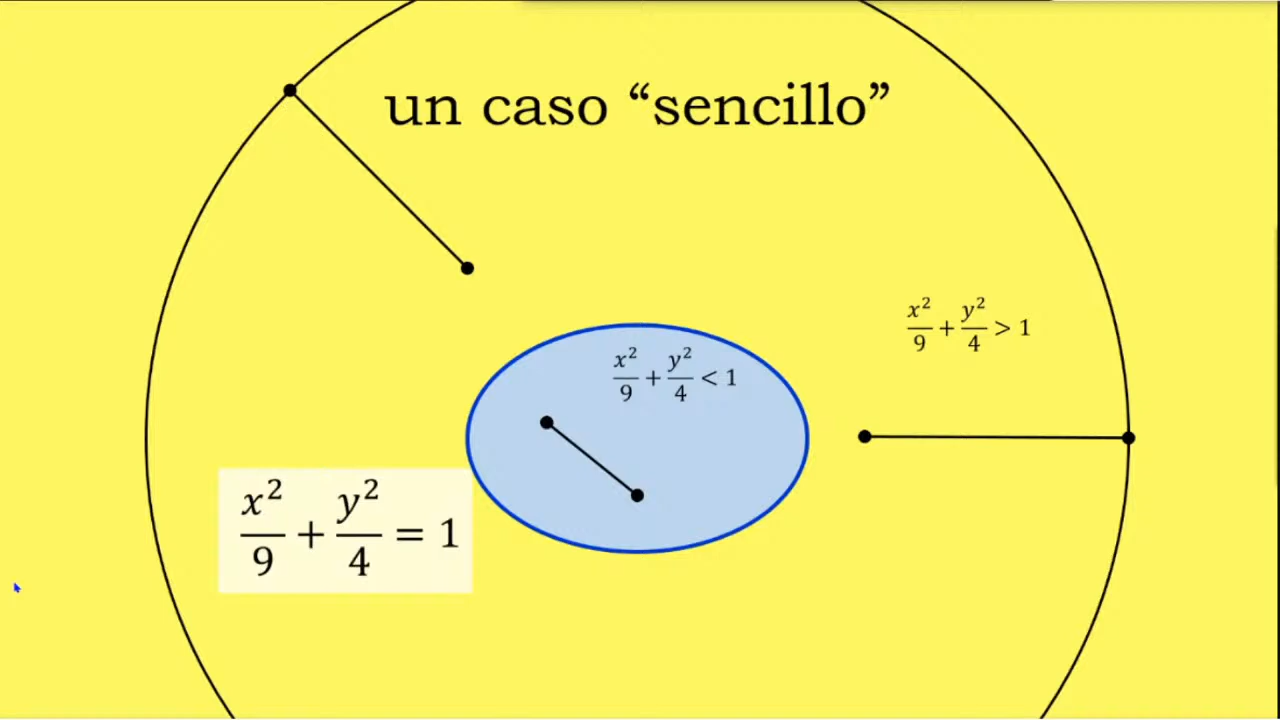 un caso “sencillo”
x²/9 + y²/4 > 1
x²/9 + y²/4 < 1
x²/9 + y²/4 = 1